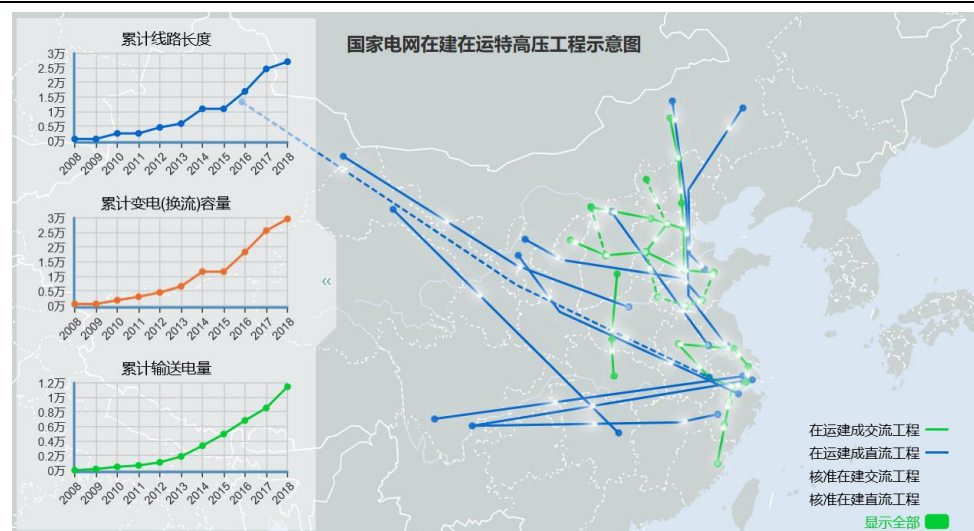 国家电网在建在运特高压工程示意图
累计线路长度
3万
2.5万
2万
1.5万
1万
0.5万
0万
2008 2009 2010 2011 2012 2013 2014 2015 2016 2017 2018
累计变电(换流)容量
3万
2.5万
2万
1.5万
1万
0.5万
0万
2008 2009 2010 2011 2012 2013 2014 2015 2016 2017 2018
累计输送电量
1.2万
1万
0.8万
0.6万
0.4万
0.2万
0万
2008 2009 2010 2011 2012 2013 2014 2015 2016 2017 2018
«
在运建成交流工程
在运建成直流工程
核准在建交流工程
核准在建直流工程
显示全部